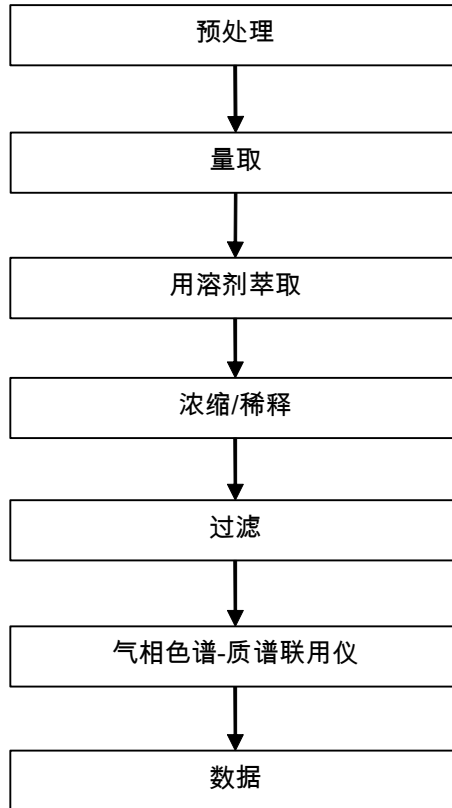 预处理
量取
用溶剂萃取
浓缩/稀释
过滤
气相色谱-质谱联用仪
数据